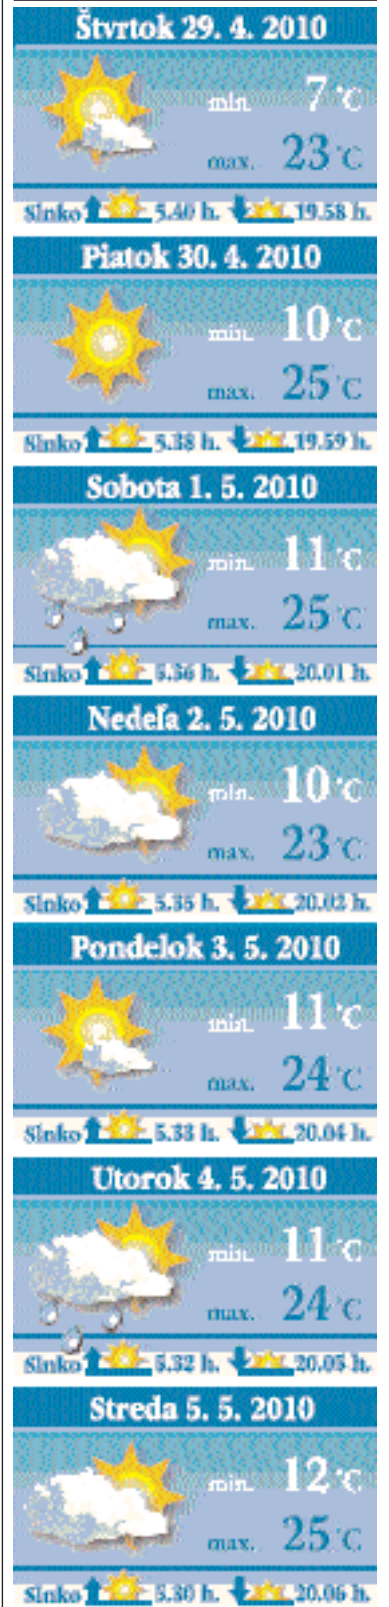 Štvrtok 29. 4. 2010
min. 7 °C
max. 23 °C
Slnko 5.40 h. 19.58 h.
Piatok 30. 4. 2010
min. 10 °C
max. 25 °C
Slnko 5.38 h. 19.59 h.
Sobota 1. 5. 2010
min. 11 °C
max. 25 °C
Slnko 5.36 h. 20.01 h.
Nedeľa 2. 5. 2010
min. 10 °C
max. 23 °C
Slnko 5.35 h. 20.02 h.
Pondelok 3. 5. 2010
min. 11 °C
max. 24 °C
Slnko 5.33 h. 20.04 h.
Utorok 4. 5. 2010
min. 11 °C
max. 24 °C
Slnko 5.32 h. 20.05 h.
Streda 5. 5. 2010
min. 12 °C
max. 25 °C
Slnko 5.30 h. 20.06 h.